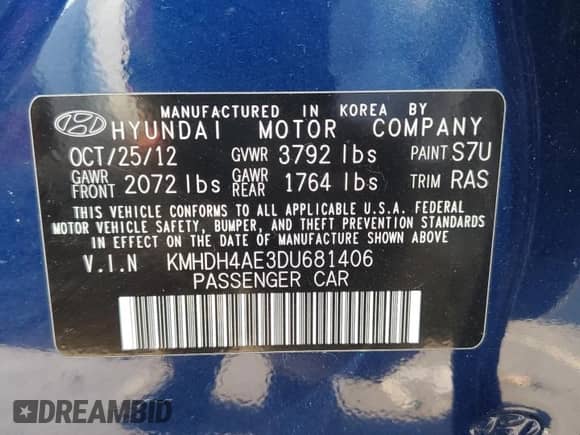 MANUFACTURED IN KOREA BY
HYUNDAI MOTOR COMPANY
OCT/25/12 GVWR 3792 lbs PAINT S7U
GAWR FRONT 2072 lbs GAWR REAR 1764 lbs TRIM RAS
THIS VEHICLE CONFORMS TO ALL APPLICABLE U.S.A. FEDERAL
MOTOR VEHICLE SAFETY, BUMPER, AND THEFT PREVENTION STANDARDS
IN EFFECT ON THE DATE OF MANUFACTURE SHOWN ABOVE
V.I.N KMHDH4AE3DU681406
PASSENGER CAR
DREAMBID